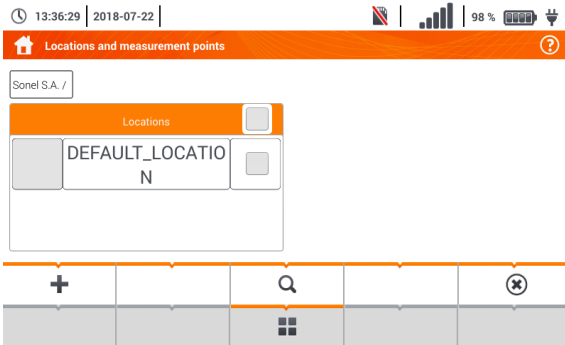 13:36:29 2018-07-22 98 %
Locations and measurement points ?
Sonel S.A. /
Locations
DEFAULT_LOCATIO
N